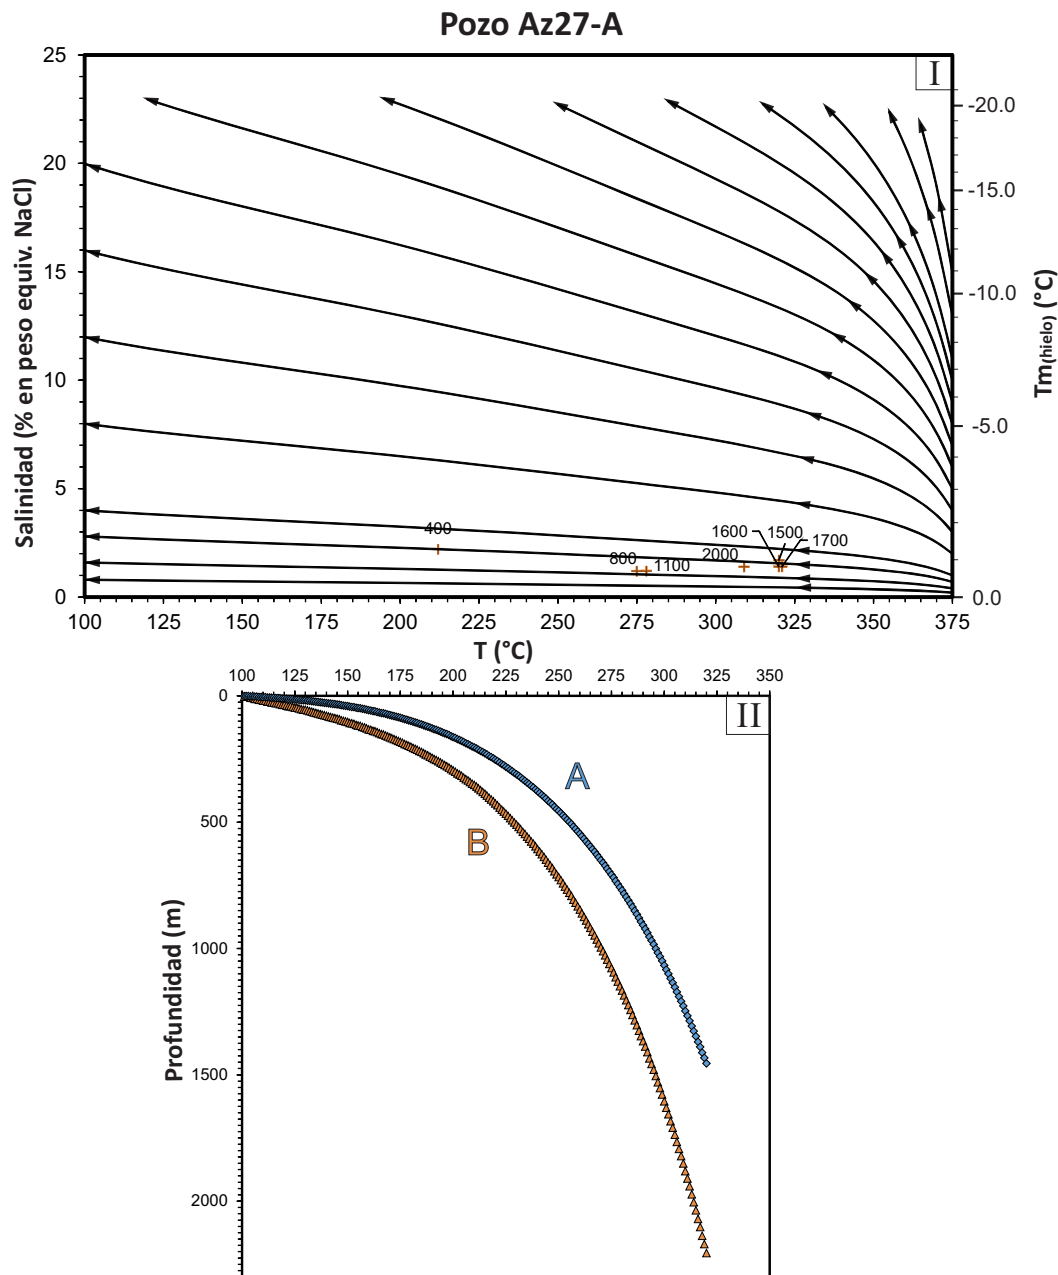 Pozo Az27-A
I
25
20
15
10
5
0
Salinidad (% en peso equiv. NaCl)
-20.0
-15.0
-10.0
-5.0
0.0
Tm(hielo) (°C)
400
800
1100
2000
1600
1500
1700
100 125 150 175 200 225 250 275 300 325 350 375
T (°C)
100 125 150 175 200 225 250 275 300 325 350
II
0
500
1000
1500
2000
Profundidad (m)
A
B